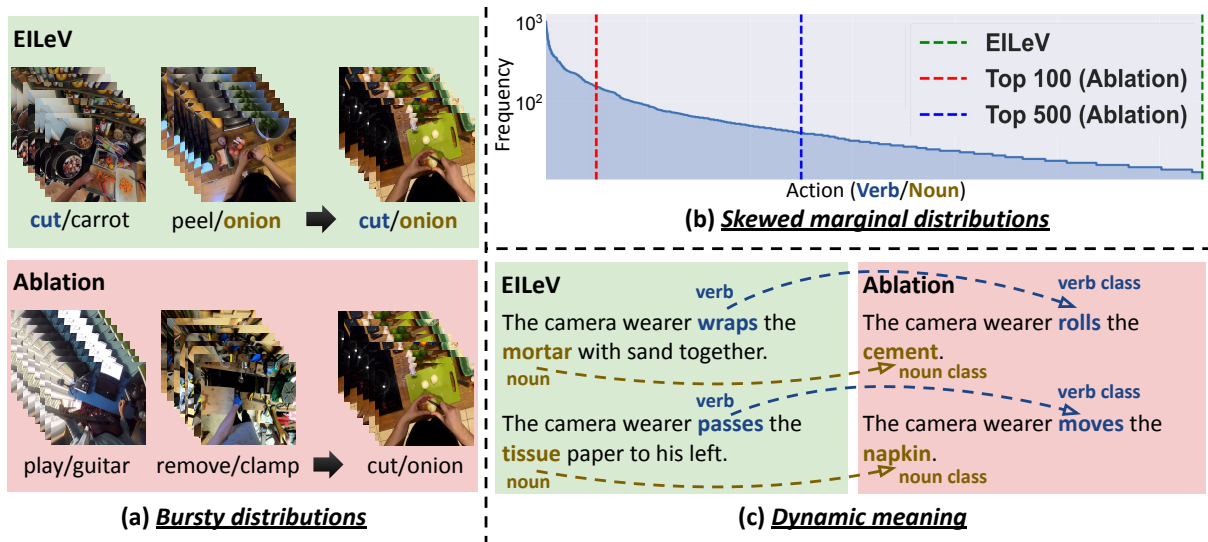 EILeV
cut/carrot
peel/onion
cut/onion
Ablation
play/guitar
remove/clamp
cut/onion
(a) Bursty distributions
10³
10²
Frequency
EILeV
Top 100 (Ablation)
Top 500 (Ablation)
Action (Verb/Noun)
(b) Skewed marginal distributions
EILeV
verb
The camera wearer wraps the
mortar with sand together.
noun
verb
The camera wearer passes the
tissue paper to his left.
noun
Ablation
verb class
The camera wearer rolls the
cement.
noun class
verb class
The camera wearer moves the
napkin.
noun class
(c) Dynamic meaning